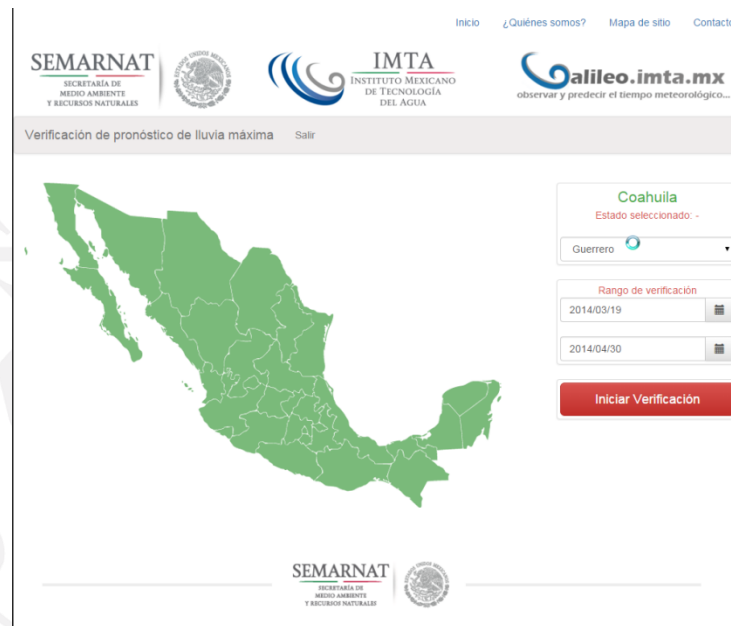 Inicio ¿Quiénes somos? Mapa de sitio Contacto
SEMARNAT
SECRETARÍA DE
MEDIO AMBIENTE
Y RECURSOS NATURALES
IMTA
INSTITUTO MEXICANO
DE TECNOLOGÍA
DEL AGUA
Galileo.imta.mx
observar y predecir el tiempo meteorológico...
Verificación de pronóstico de lluvia máxima Salir
Coahuila
Estado seleccionado: -
Guerrero
Rango de verificación
2014/03/19
2014/04/30
Iniciar Verificación
SEMARNAT
SECRETARÍA DE
MEDIO AMBIENTE
Y RECURSOS NATURALES